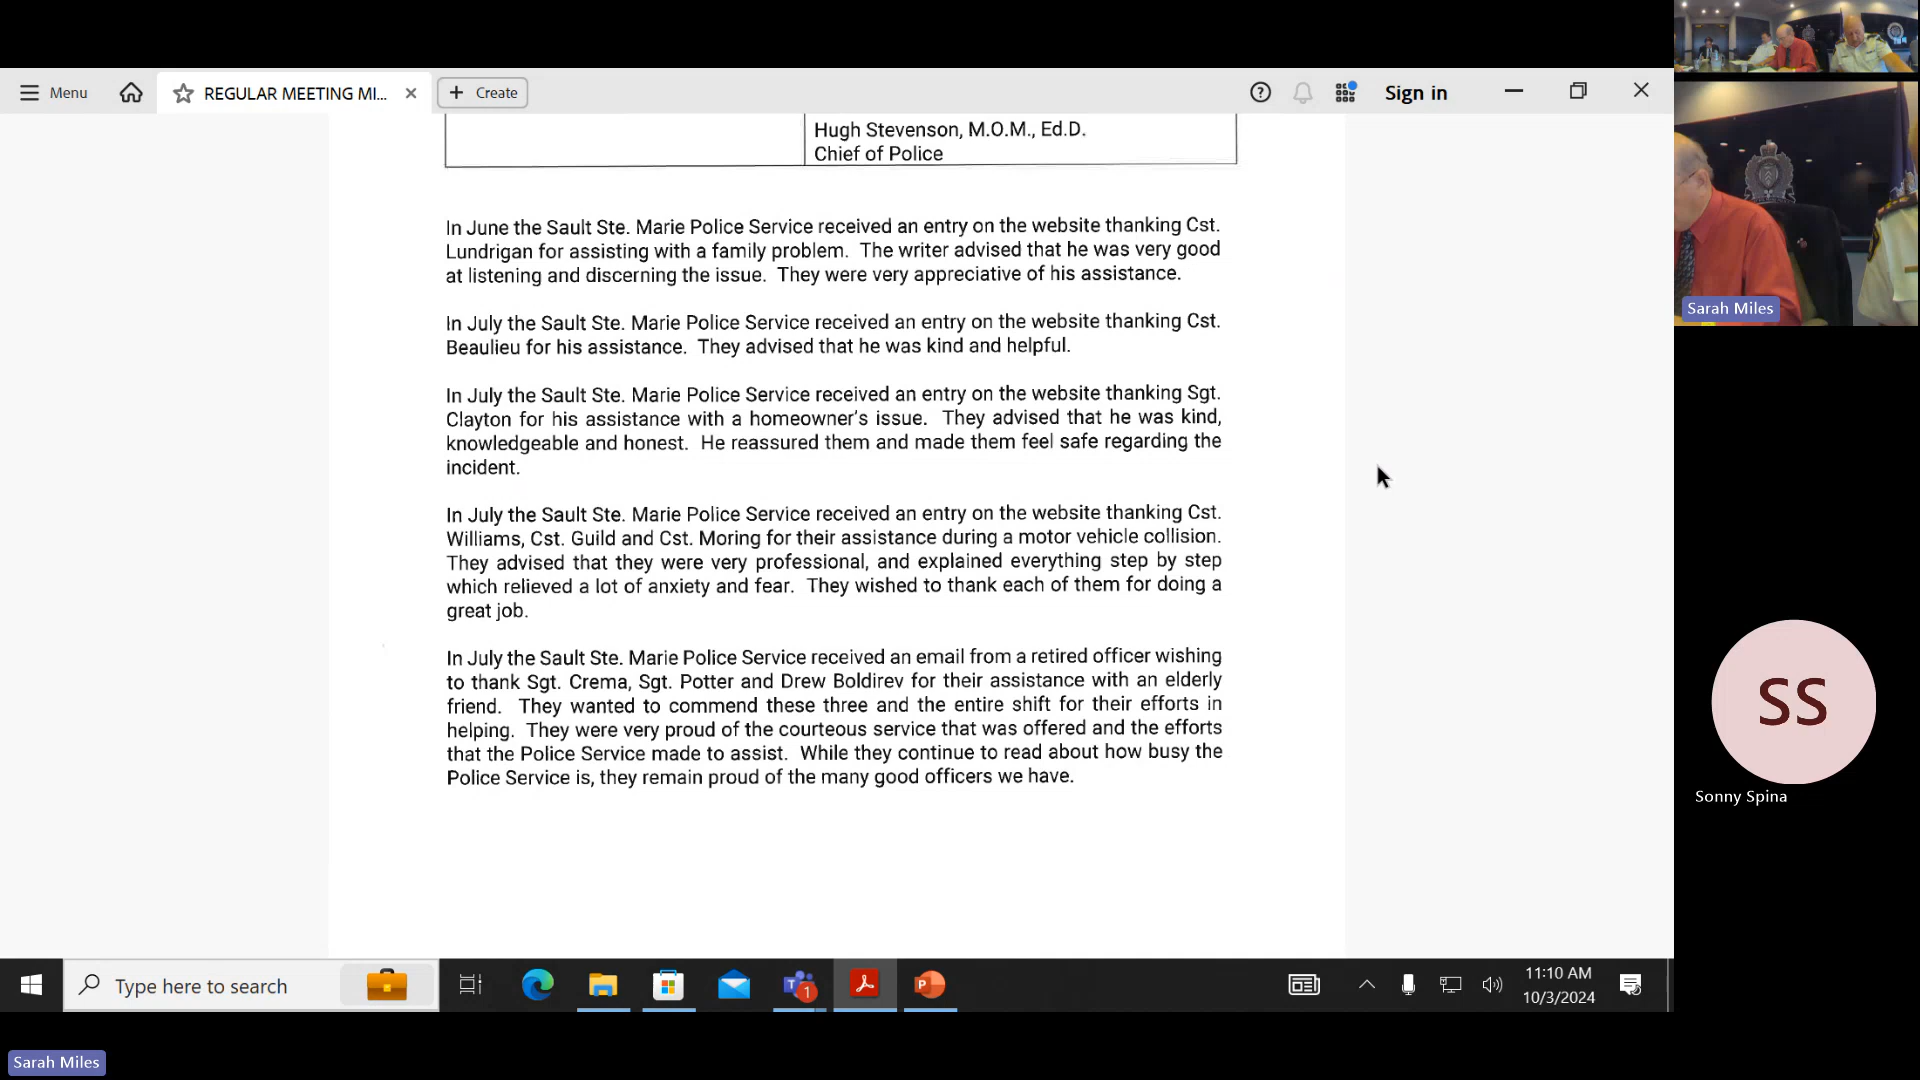 Menu
REGULAR MEETING MI...
Create
Sign in
Hugh Stevenson, M.O.M., Ed.D.
Chief of Police
In June the Sault Ste. Marie Police Service received an entry on the website thanking Cst.
Lundrigan for assisting with a family problem. The writer advised that he was very good
at listening and discerning the issue. They were very appreciative of his assistance.
In July the Sault Ste. Marie Police Service received an entry on the website thanking Cst.
Beaulieu for his assistance. They advised that he was kind and helpful.
In July the Sault Ste. Marie Police Service received an entry on the website thanking Sgt.
Clayton for his assistance with a homeowner's issue. They advised that he was kind,
knowledgeable and honest. He reassured them and made them feel safe regarding the
incident.
In July the Sault Ste. Marie Police Service received an entry on the website thanking Cst.
Williams, Cst. Guild and Cst. Moring for their assistance during a motor vehicle collision.
They advised that they were very professional, and explained everything step by step
which relieved a lot of anxiety and fear. They wished to thank each of them for doing a
great job.
In July the Sault Ste. Marie Police Service received an email from a retired officer wishing
to thank Sgt. Crema, Sgt. Potter and Drew Boldirev for their assistance with an elderly
friend. They wanted to commend these three and the entire shift for their efforts in
helping. They were very proud of the courteous service that was offered and the efforts
that the Police Service made to assist. While they continue to read about how busy the
Police Service is, they remain proud of the many good officers we have.
Sarah Miles
SS
Sonny Spina
Type here to search
1
11:10 AM
10/3/2024
Sarah Miles